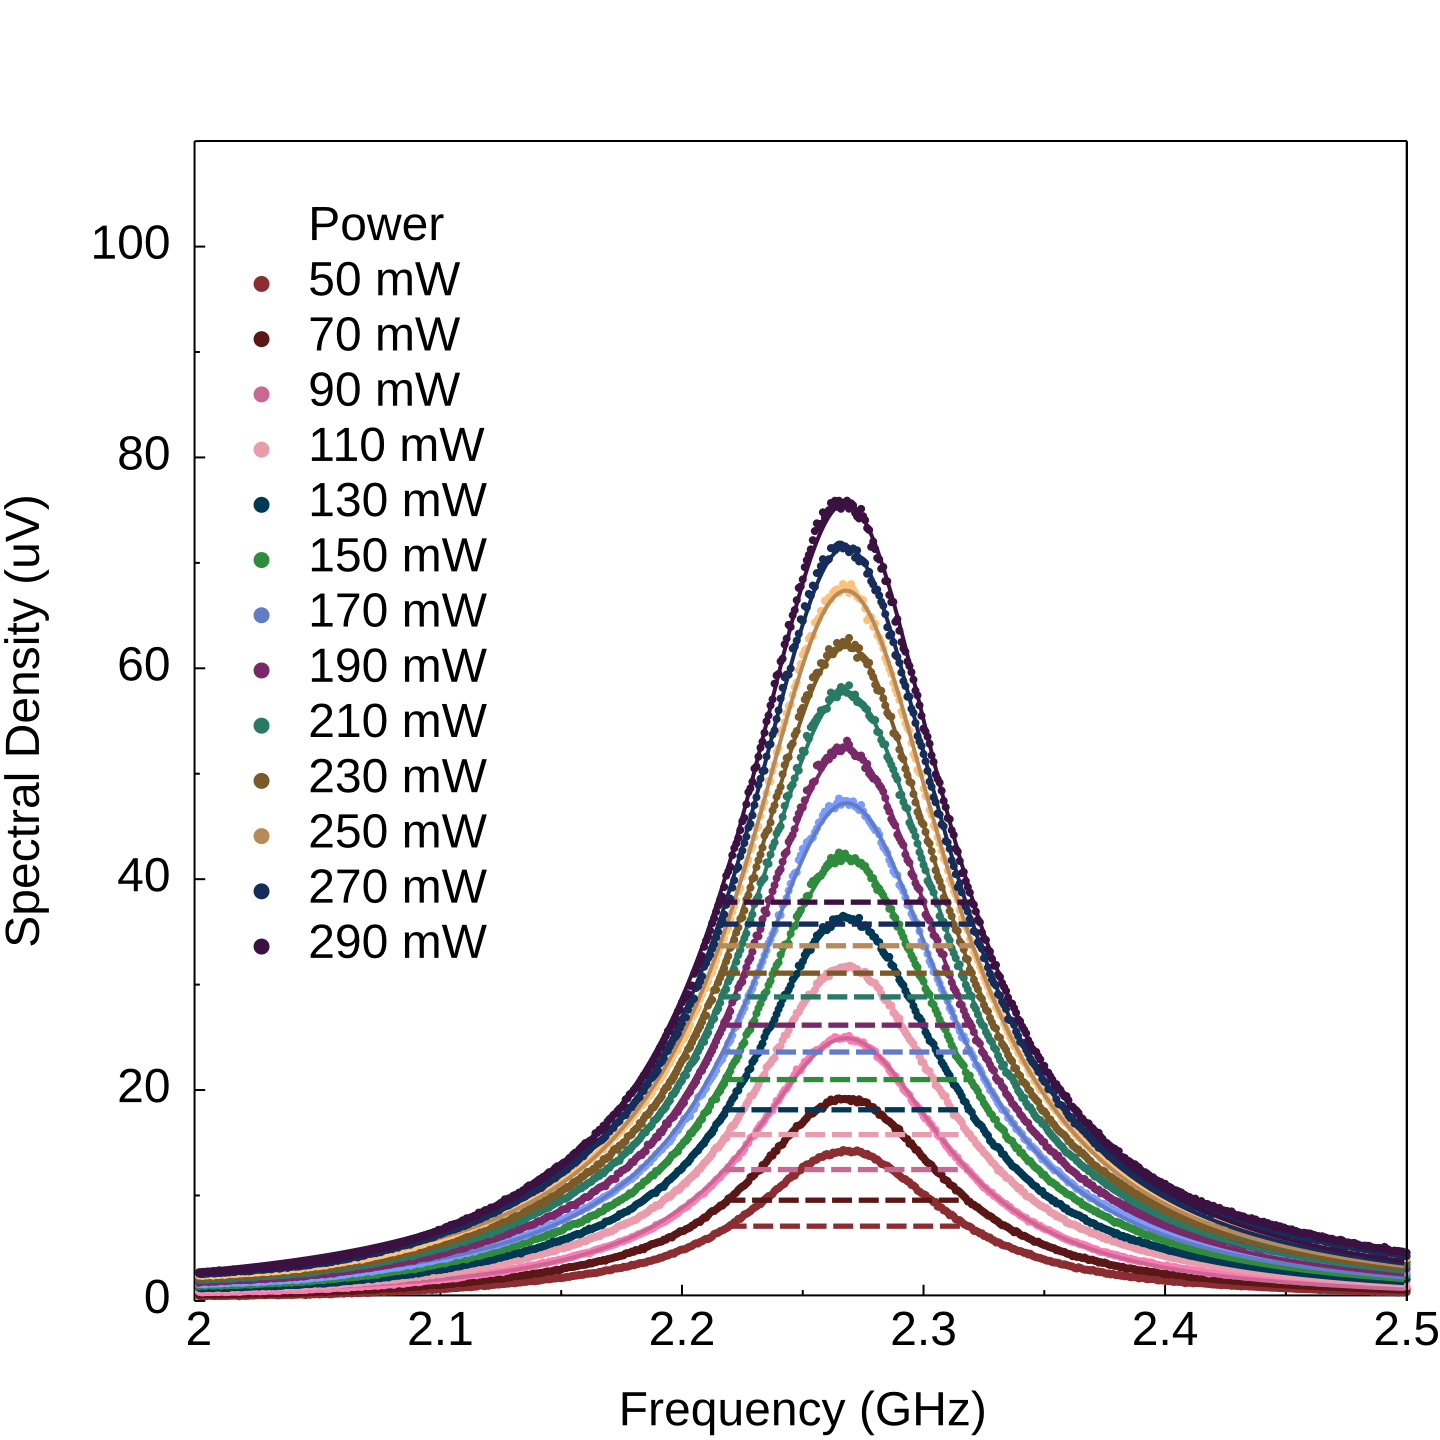 Power
50 mW
70 mW
90 mW
110 mW
130 mW
150 mW
170 mW
190 mW
210 mW
230 mW
250 mW
270 mW
290 mW
100
80
60
40
20
0
Spectral Density (uV)
2 2.1 2.2 2.3 2.4 2.5
Frequency (GHz)